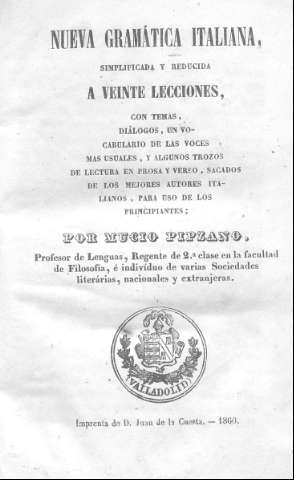 NUEVA GRAMÁTICA ITALIANA,
SIMPLIFICADA Y REDUCIDA
A VEINTE LECCIONES,
CON TEMAS,
DIÁLOGOS, UN VO-
CABULARIO DE LAS VOCES
MAS USUALES, Y ALGUNOS TROZOS
DE LECTURA EN PROSA Y VERSO, SACADOS
DE LOS MEJORES AUTORES ITA-
LIANOS, PARA USO DE LOS
PRINCIPIANTES;
POR MUCIO PIPZANO,
Profesor de Lenguas, Regente de 2.ª clase en la facultad
de Filosofia, é indivíduo de varias Sociedades
literárias, nacionales y extranjeras.
VALLADOLID
Imprenta de D. Juan de la Cuesta. — 1860.